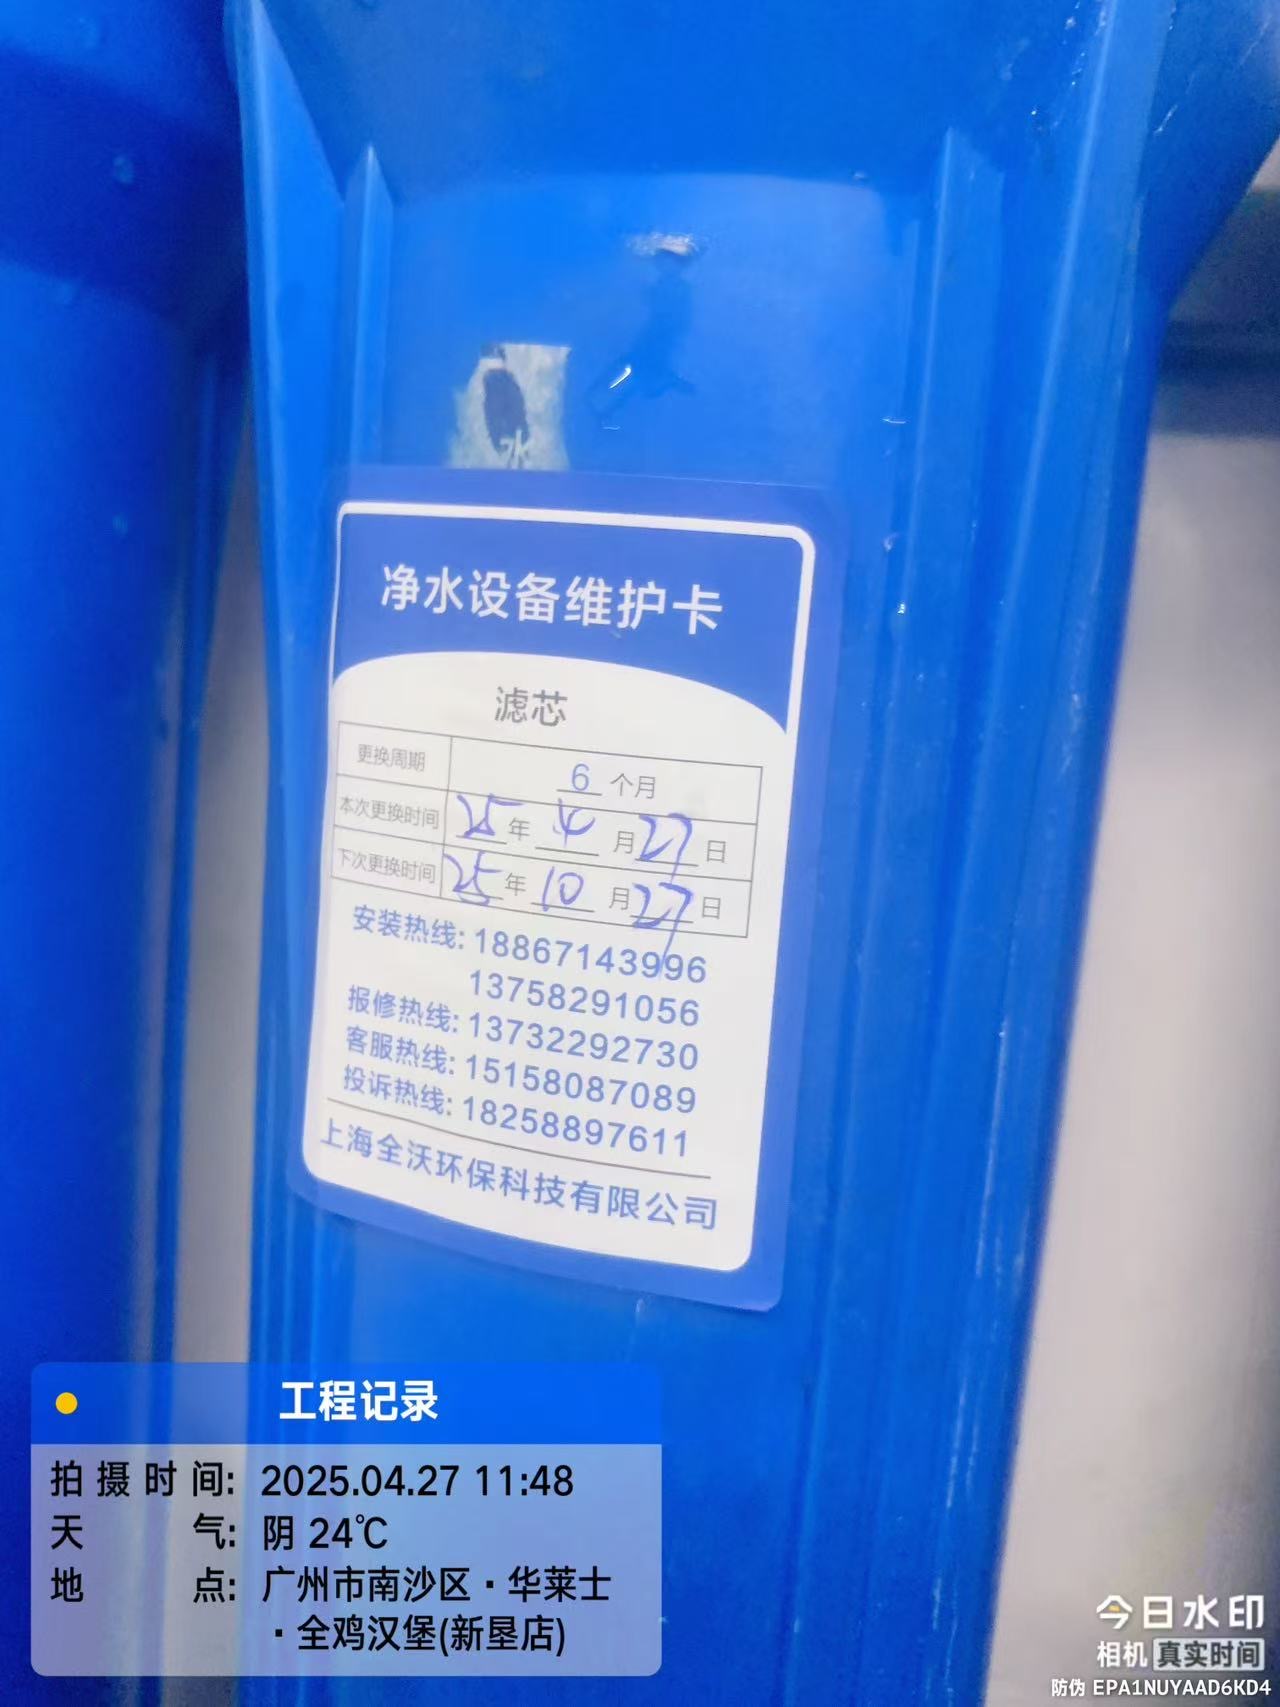 水
净水设备维护卡
滤芯
更换周期 6 个月
本次更换时间 25 年 4 月 27 日
下次更换时间 25 年 10 月 27 日
安装热线: 18867143996
13758291056
报修热线: 13732292730
客服热线: 15158087089
投诉热线: 18258897611
上海全沃环保科技有限公司
工程记录
拍摄时间: 2025.04.27 11:48
天气: 阴 24℃
地点: 广州市南沙区·华莱士
·全鸡汉堡(新垦店)
今日水印
相机 真实时间
防伪 EPA1NUYAAD6KD4